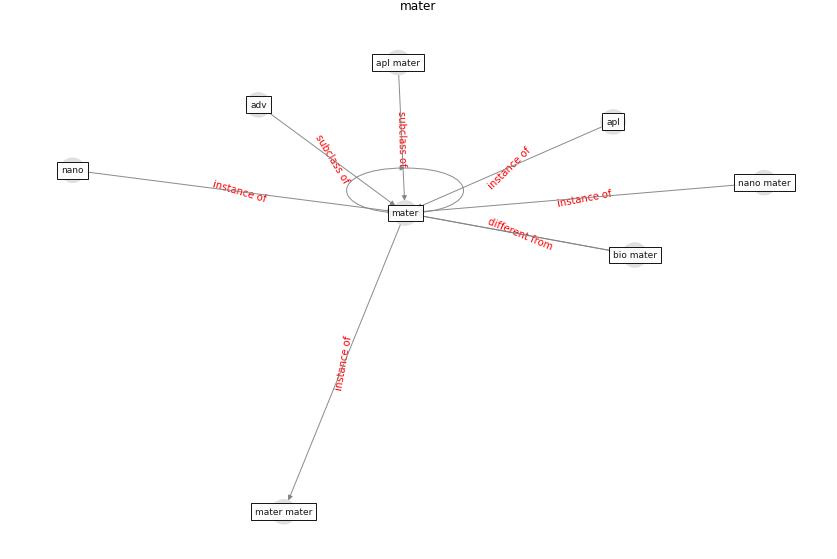 mater
apl mater
adv
apl
subclass of
subclass of
instance of
nano
nano mater
instance of
instance of
mater
different from
bio mater
instance of
mater mater